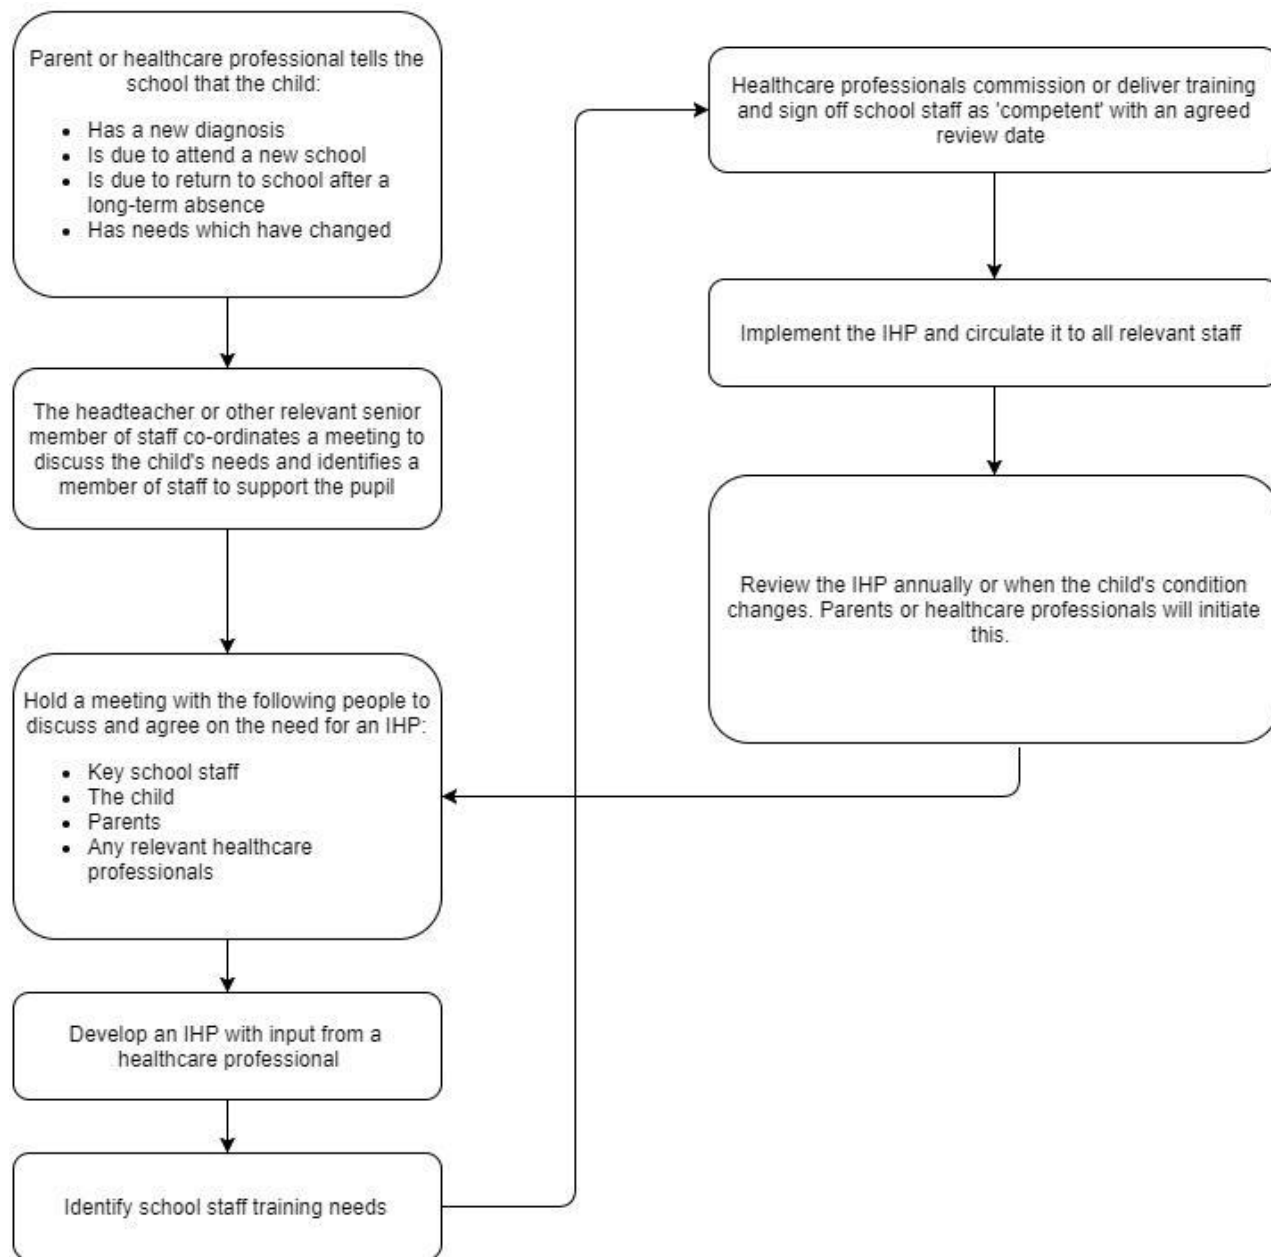 Parent or healthcare professional tells the
school that the child:
• Has a new diagnosis
• Is due to attend a new school
• Is due to return to school after a
long-term absence
• Has needs which have changed
The headteacher or other relevant senior
member of staff co-ordinates a meeting to
discuss the child's needs and identifies a
member of staff to support the pupil
Hold a meeting with the following people to
discuss and agree on the need for an IHP:
• Key school staff
• The child
• Parents
• Any relevant healthcare
professionals
Develop an IHP with input from a
healthcare professional
Identify school staff training needs
Healthcare professionals commission or deliver training
and sign off school staff as 'competent' with an agreed
review date
Implement the IHP and circulate it to all relevant staff
Review the IHP annually or when the child's condition
changes. Parents or healthcare professionals will initiate
this.